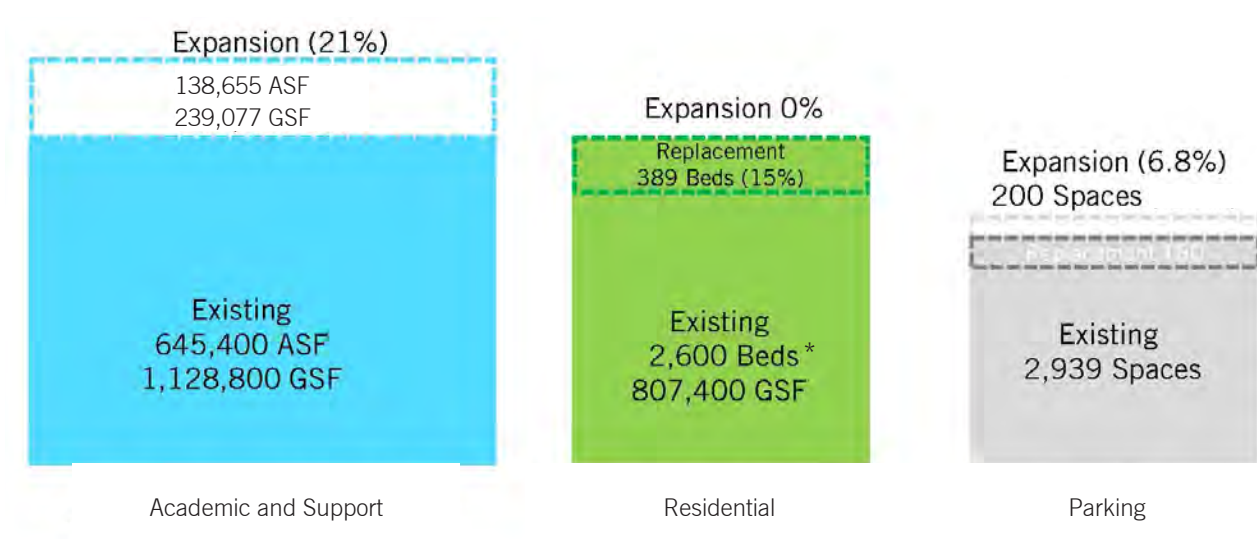 Expansion (21%)
138,655 ASF
239,077 GSF
Existing
645,400 ASF
1,128,800 GSF
Academic and Support
Expansion 0%
Replacement
389 Beds (15%)
Existing
2,600 Beds*
807,400 GSF
Residential
Expansion (6.8%)
200 Spaces
Replacement
Existing
2,939 Spaces
Parking